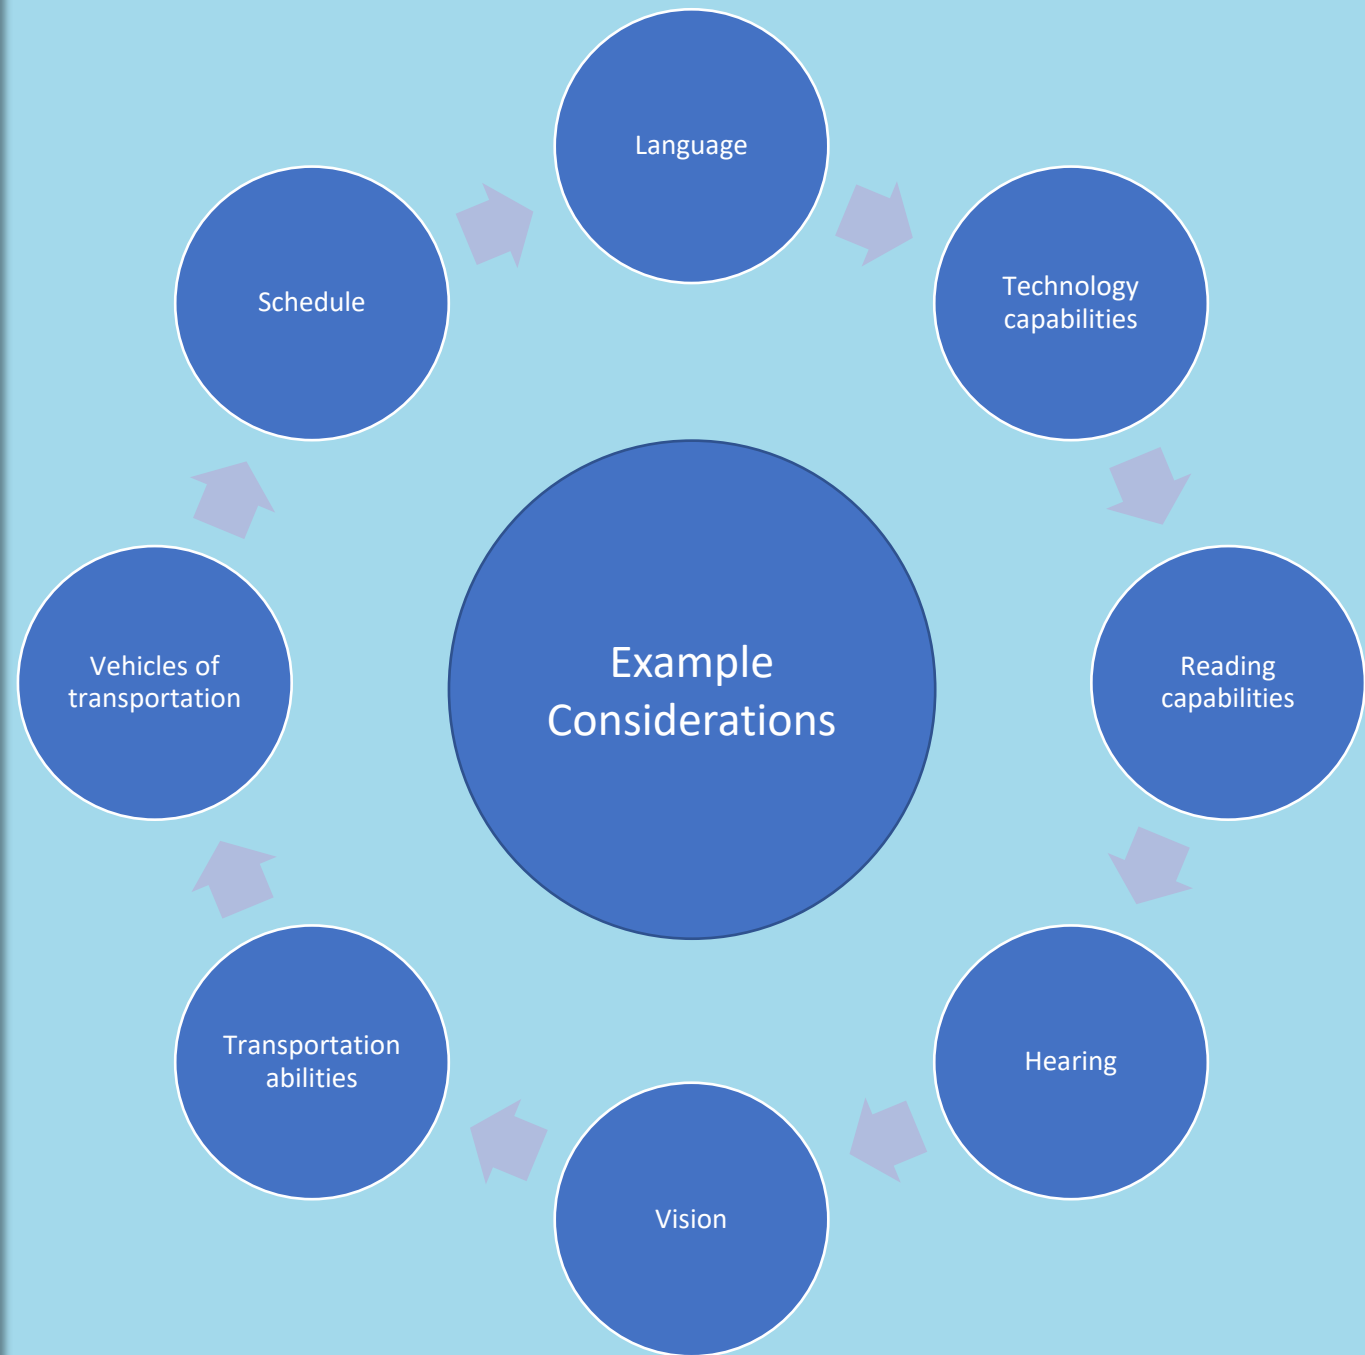 Language
Technology
capabilities
Reading
capabilities
Hearing
Vision
Transportation
abilities
Vehicles of
transportation
Schedule
Example
Considerations